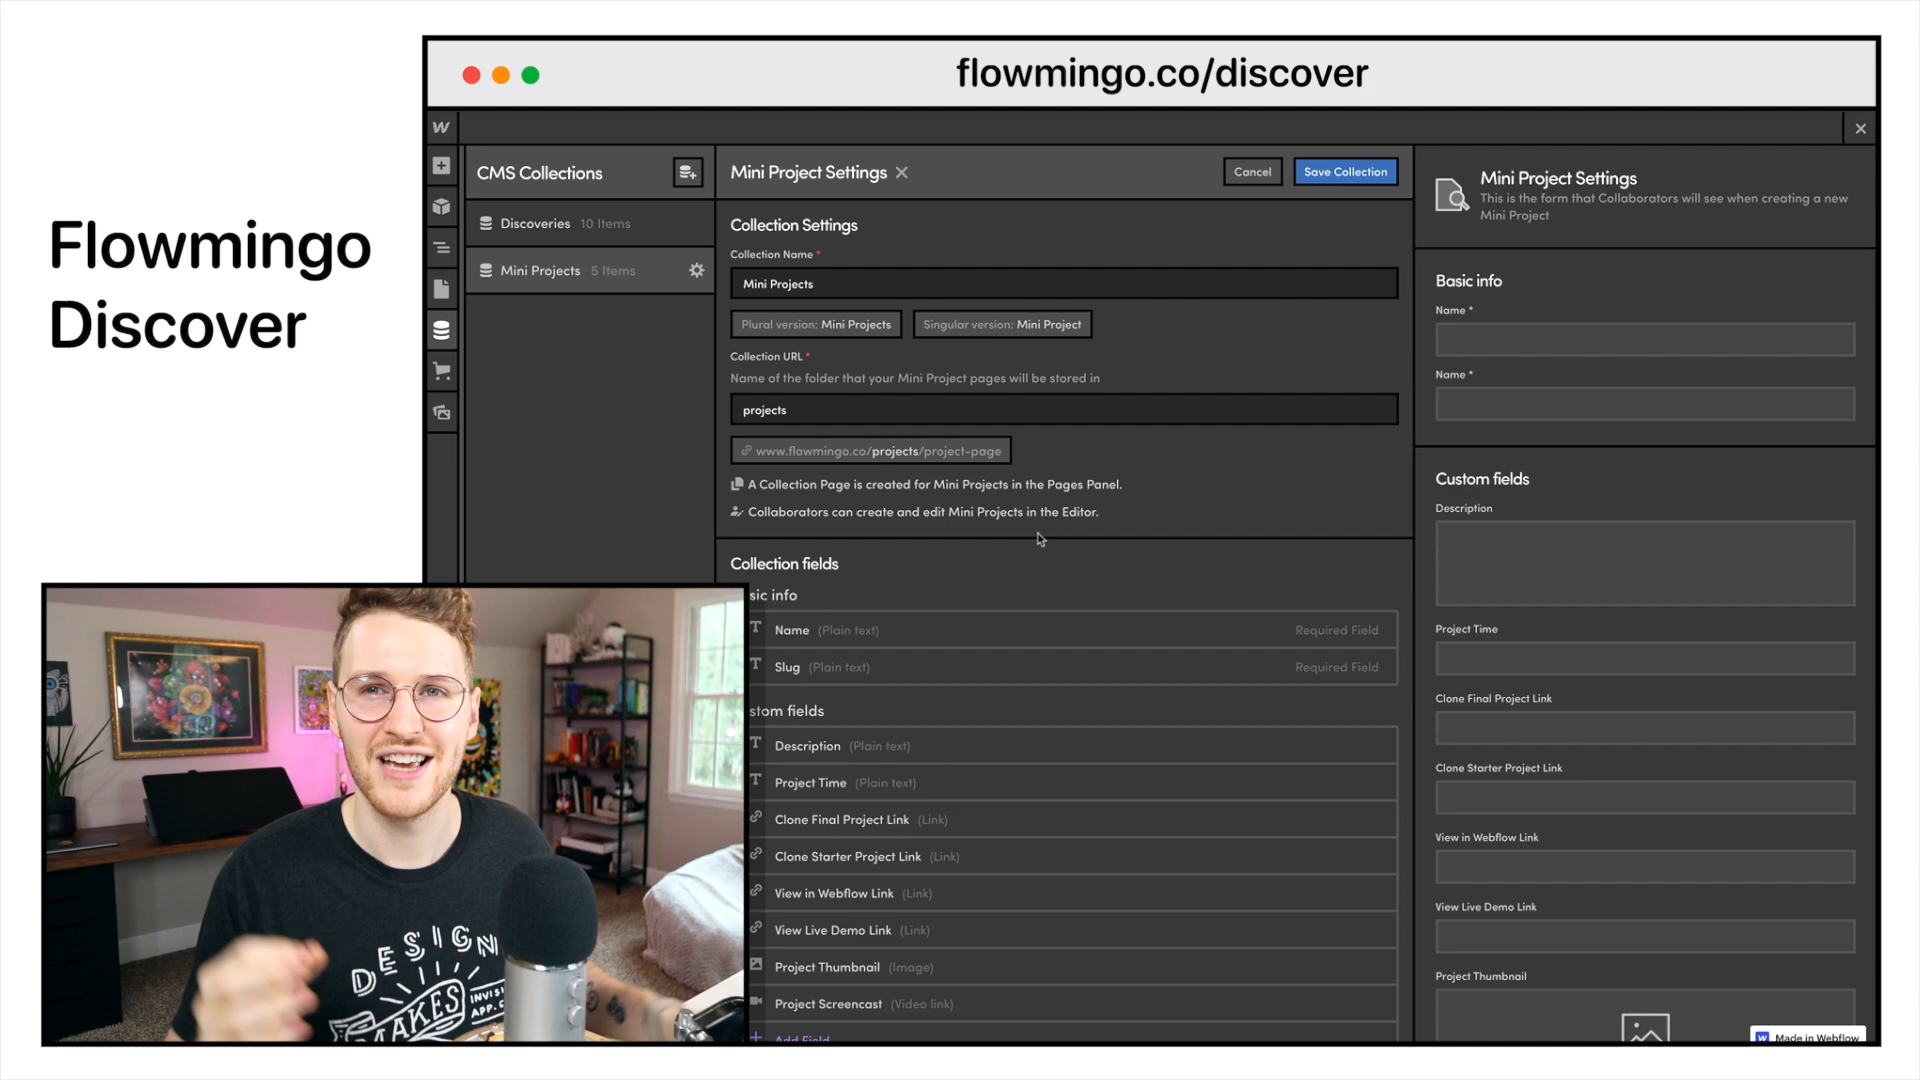 flowmingo.co/discover
Flowmingo
Discover
W
CMS Collections
Discoveries 10 Items
Mini Projects 5 Items
Mini Project Settings
Cancel
Save Collection
Collection Settings
Collection Name *
Mini Projects
Plural version: Mini Projects
Singular version: Mini Project
Collection URL *
Name of the folder that your Mini Project pages will be stored in
projects
www.flowmingo.co/projects/project-page
A Collection Page is created for Mini Projects in the Pages Panel.
Collaborators can create and edit Mini Projects in the Editor.
Collection fields
sic info
Name (Plain text) Required Field
Slug (Plain text) Required Field
stom fields
Description (Plain text)
Project Time (Plain text)
Clone Final Project Link (Link)
Clone Starter Project Link (Link)
View in Webflow Link (Link)
View Live Demo Link (Link)
Project Thumbnail (Image)
Project Screencast (Video link)
Add Field
Mini Project Settings
This is the form that Collaborators will see when creating a new
Mini Project
Basic info
Name *
Name *
Custom fields
Description
Project Time
Clone Final Project Link
Clone Starter Project Link
View in Webflow Link
View Live Demo Link
Project Thumbnail
Made in Webflow
DESIGN
MAKES
INVIS
APP.C